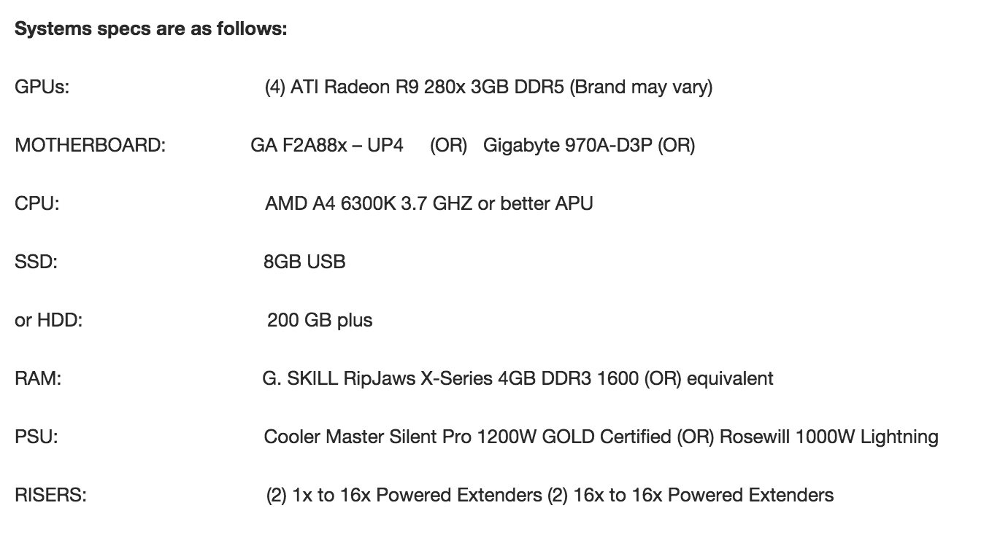 Systems specs are as follows:
GPUs: (4) ATI Radeon R9 280x 3GB DDR5 (Brand may vary)
MOTHERBOARD: GA F2A88x – UP4 (OR) Gigabyte 970A-D3P (OR)
CPU: AMD A4 6300K 3.7 GHZ or better APU
SSD: 8GB USB
or HDD: 200 GB plus
RAM: G. SKILL RipJaws X-Series 4GB DDR3 1600 (OR) equivalent
PSU: Cooler Master Silent Pro 1200W GOLD Certified (OR) Rosewill 1000W Lightning
RISERS: (2) 1x to 16x Powered Extenders (2) 16x to 16x Powered Extenders